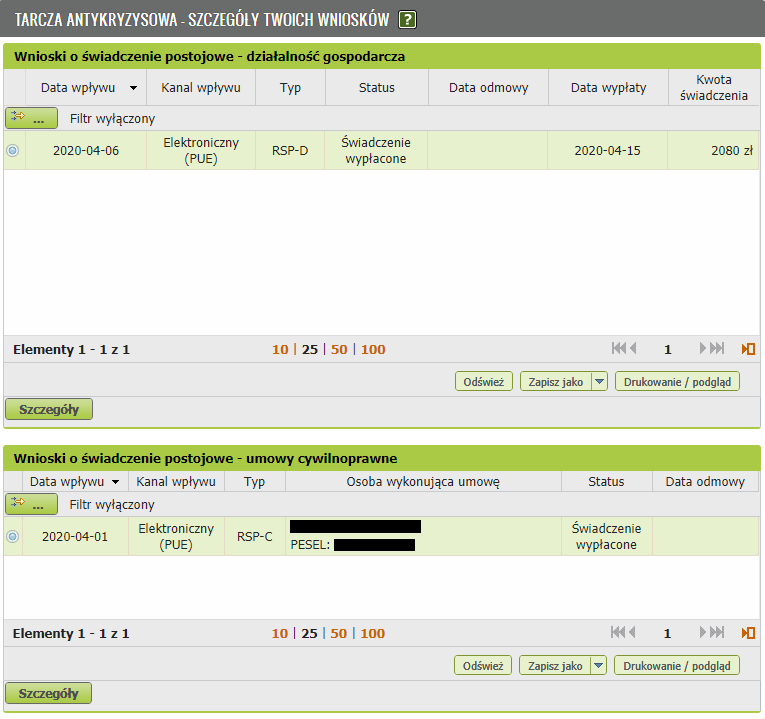 TARCZA ANTYKRYZYSOWA - SZCZEGÓŁY TWOICH WNIOSKÓW ?
Wnioski o świadczenie postojowe - działalność gospodarcza
Data wpływu Kanał wpływu Typ Status Data odmowy Data wypłaty Kwota świadczenia
... Filtr wyłączony
2020-04-06 Elektroniczny (PUE) RSP-D Świadczenie wypłacone 2020-04-15 2080 zł
Elementy 1 - 1 z 1 10 | 25 | 50 | 100 1
Odśwież Zapisz jako Drukowanie / podgląd
Szczegóły
Wnioski o świadczenie postojowe - umowy cywilnoprawne
Data wpływu Kanał wpływu Typ Osoba wykonująca umowę Status Data odmowy
... Filtr wyłączony
2020-04-01 Elektroniczny (PUE) RSP-C PESEL: Świadczenie wypłacone
Elementy 1 - 1 z 1 10 | 25 | 50 | 100 1
Odśwież Zapisz jako Drukowanie / podgląd
Szczegóły